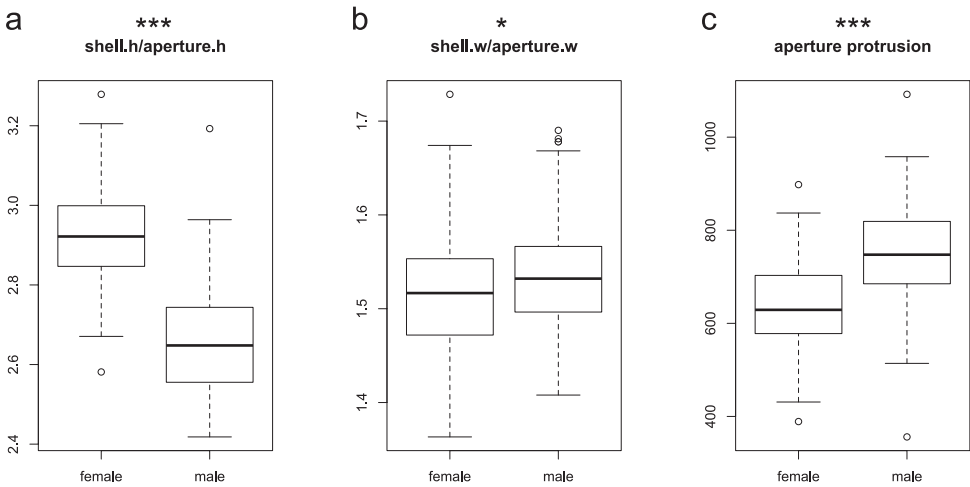 a
***
shell.h/aperture.h
3.2
3.0
2.8
2.6
2.4
female male
b
*
shell.w/aperture.w
1.7
1.6
1.5
1.4
female male
c
***
aperture protrusion
1000
800
600
400
female male